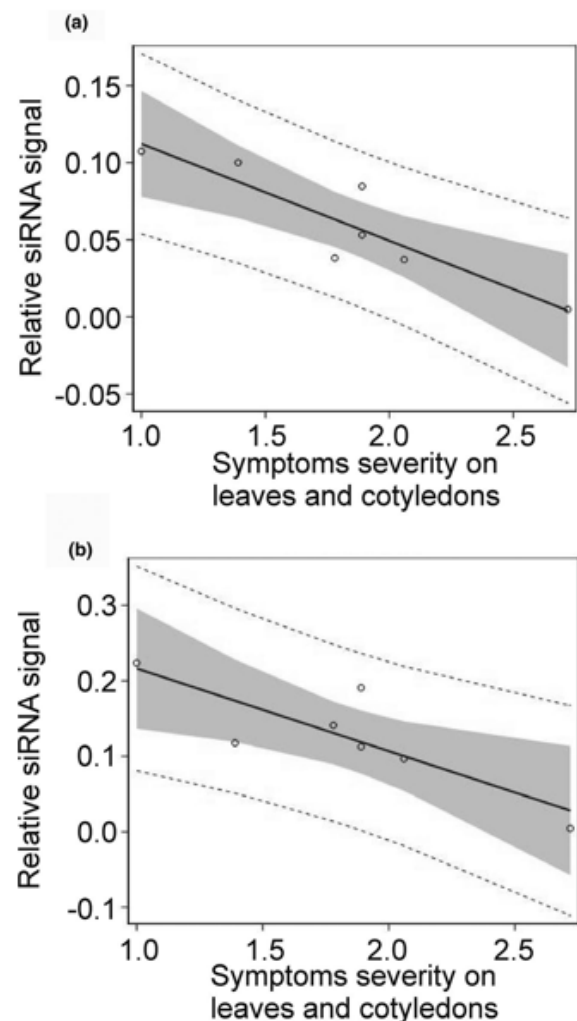 (a)
Relative siRNA signal
0.15
0.10
0.05
0.00
-0.05
1.0 1.5 2.0 2.5
Symptoms severity on
leaves and cotyledons
(b)
Relative siRNA signal
0.3
0.2
0.1
0.0
-0.1
1.0 1.5 2.0 2.5
Symptoms severity on
leaves and cotyledons